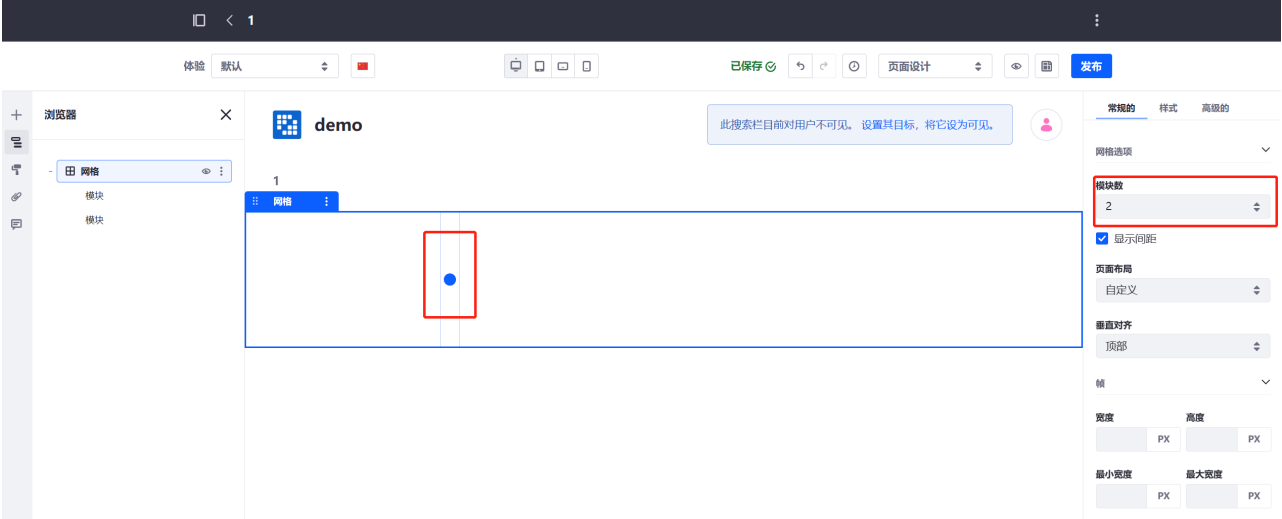 1
体验 默认 已保存 页面设计 发布
浏览器
网格
模块
模块
demo
此搜索栏目前对用户不可见。 设置其目标，将它设为可见。
1
网格
常规的 样式 高级的
网格选项
模块数
2
显示间距
页面布局
自定义
垂直对齐
顶部
帧
宽度 高度
PX PX
最小宽度 最大宽度
PX PX